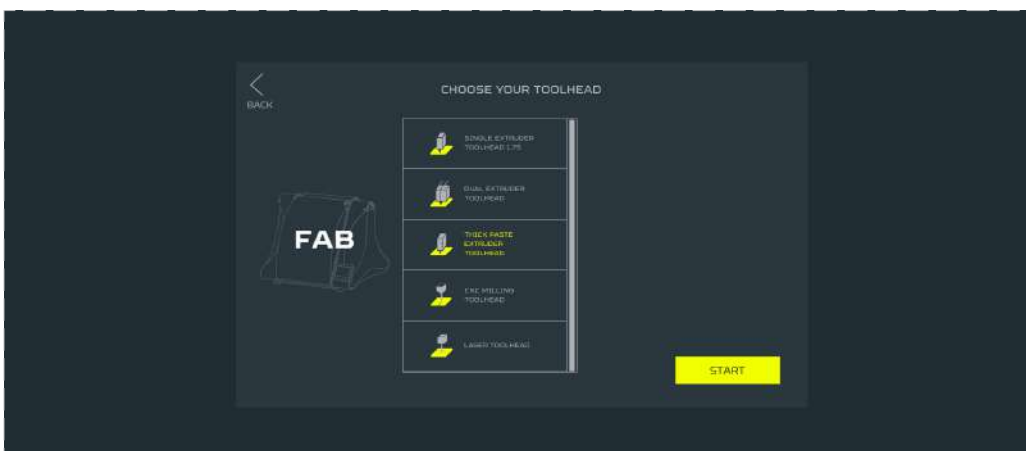 BACK
CHOOSE YOUR TOOLHEAD
FAB
SINGLE EXTRUDER
TOOLHEAD 1.75
DUAL EXTRUDER
TOOLHEAD
THICK PASTE
EXTRUDER
TOOLHEAD
CNC MILLING
TOOLHEAD
LASER TOOLHEAD
START